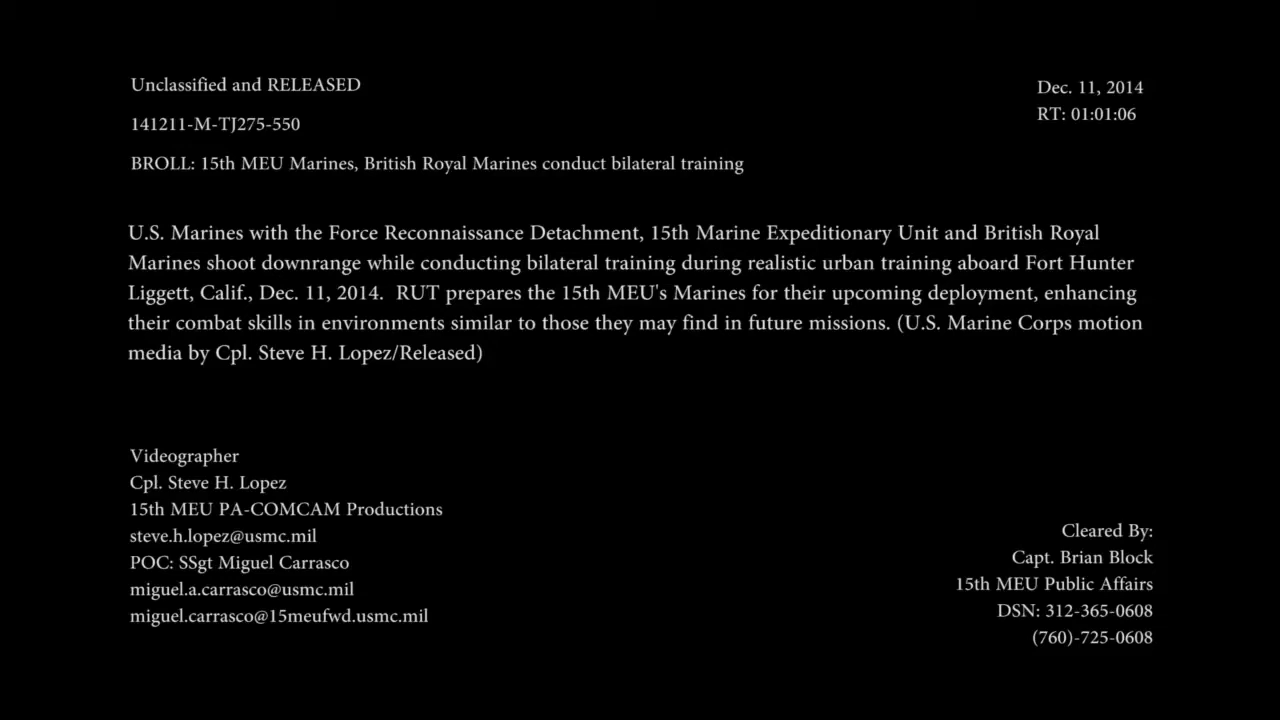 Unclassified and RELEASED
Dec. 11, 2014
141211-M-TJ275-550
RT: 01:01:06
BROLL: 15th MEU Marines, British Royal Marines conduct bilateral training
U.S. Marines with the Force Reconnaissance Detachment, 15th Marine Expeditionary Unit and British Royal
Marines shoot downrange while conducting bilateral training during realistic urban training aboard Fort Hunter
Liggett, Calif., Dec. 11, 2014.  RUT prepares the 15th MEU's Marines for their upcoming deployment, enhancing
their combat skills in environments similar to those they may find in future missions. (U.S. Marine Corps motion
media by Cpl. Steve H. Lopez/Released)
Videographer
Cpl. Steve H. Lopez
15th MEU PA-COMCAM Productions
steve.h.lopez@usmc.mil
POC: SSgt Miguel Carrasco
miguel.a.carrasco@usmc.mil
miguel.carrasco@15meufwd.usmc.mil
Cleared By:
Capt. Brian Block
15th MEU Public Affairs
DSN: 312-365-0608
(760)-725-0608